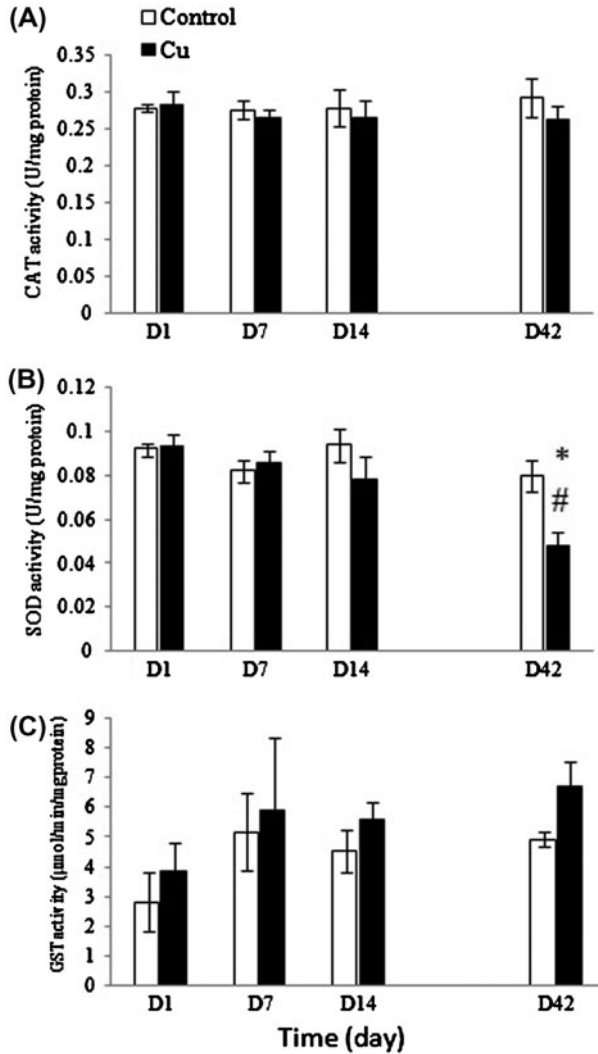 (A)
Control
Cu
CAT activity (U/mg protein)
0.35
0.3
0.25
0.2
0.15
0.1
0.05
0
D1 D7 D14 D42
(B)
SOD activity (U/mg protein)
0.12
0.1
0.08
0.06
0.04
0.02
0
*
#
D1 D7 D14 D42
(C)
GST activity (µmol/min/mgprotein)
9
8
7
6
5
4
3
2
1
0
D1 D7 D14 D42
Time (day)